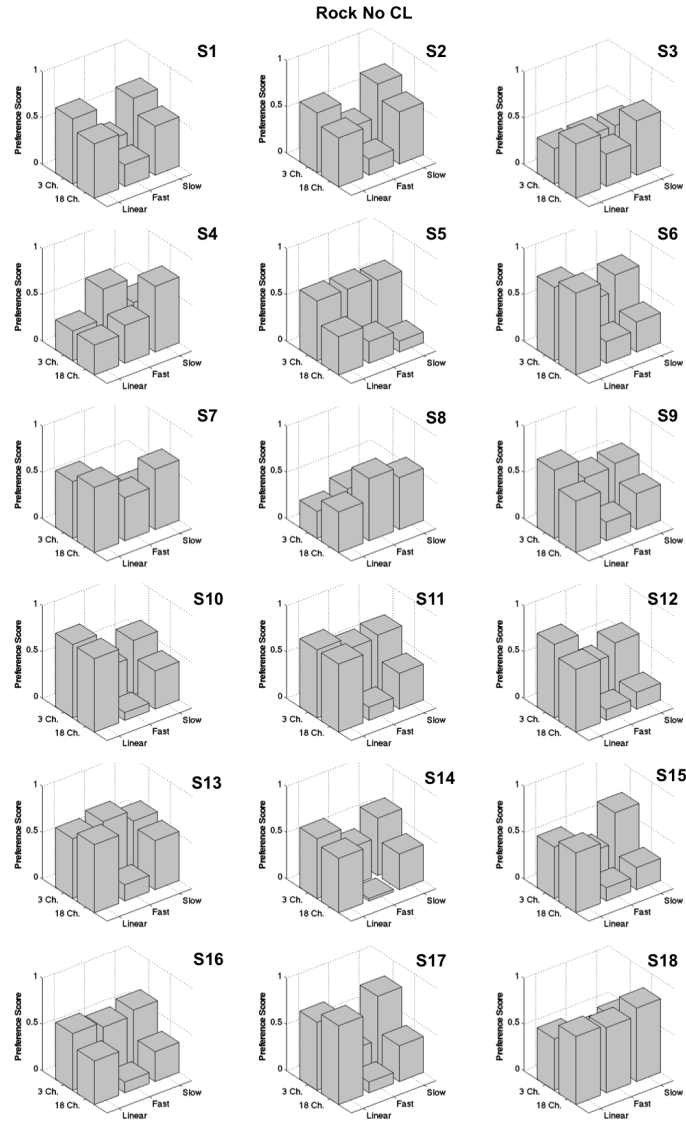 Rock No CL
S1
Preference Score
1
0.5
0
3 Ch.
18 Ch.
Linear
Fast
Slow
S2
Preference Score
1
0.5
0
3 Ch.
18 Ch.
Linear
Fast
Slow
S3
Preference Score
1
0.5
0
3 Ch.
18 Ch.
Linear
Fast
Slow
S4
Preference Score
1
0.5
0
3 Ch.
18 Ch.
Linear
Fast
Slow
S5
Preference Score
1
0.5
0
3 Ch.
18 Ch.
Linear
Fast
Slow
S6
Preference Score
1
0.5
0
3 Ch.
18 Ch.
Linear
Fast
Slow
S7
Preference Score
1
0.5
0
3 Ch.
18 Ch.
Linear
Fast
Slow
S8
Preference Score
1
0.5
0
3 Ch.
18 Ch.
Linear
Fast
Slow
S9
Preference Score
1
0.5
0
3 Ch.
18 Ch.
Linear
Fast
Slow
S10
Preference Score
1
0.5
0
3 Ch.
18 Ch.
Linear
Fast
Slow
S11
Preference Score
1
0.5
0
3 Ch.
18 Ch.
Linear
Fast
Slow
S12
Preference Score
1
0.5
0
3 Ch.
18 Ch.
Linear
Fast
Slow
S13
Preference Score
1
0.5
0
3 Ch.
18 Ch.
Linear
Fast
Slow
S14
Preference Score
1
0.5
0
3 Ch.
18 Ch.
Linear
Fast
Slow
S15
Preference Score
1
0.5
0
3 Ch.
18 Ch.
Linear
Fast
Slow
S16
Preference Score
1
0.5
0
3 Ch.
18 Ch.
Linear
Fast
Slow
S17
Preference Score
1
0.5
0
3 Ch.
18 Ch.
Linear
Fast
Slow
S18
Preference Score
1
0.5
0
3 Ch.
18 Ch.
Linear
Fast
Slow